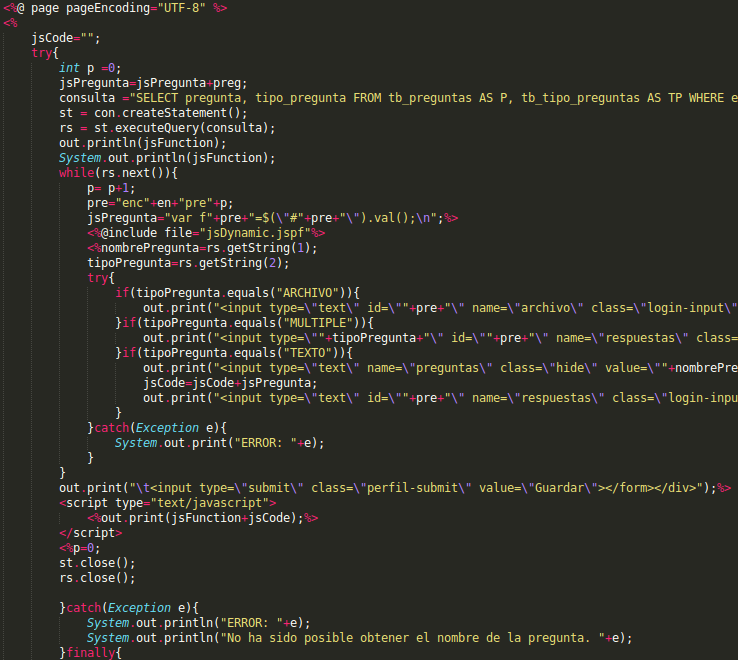 <%@ page pageEncoding="UTF-8" %>
<%
    jsCode="";
    try{
        int p =0;
        jsPregunta=jsPregunta+preg;
        consulta ="SELECT pregunta, tipo_pregunta FROM tb_preguntas AS P, tb_tipo_preguntas AS TP WHERE e
        st = con.createStatement();
        rs = st.executeQuery(consulta);
        out.println(jsFunction);
        System.out.println(jsFunction);
        while(rs.next()){
            p= p+1;
            pre="enc"+en+"pre"+p;
            jsPregunta="var f"+pre+"=$(\"#"+pre+"\").val();\n";%>
            <%@include file="jsDynamic.jspf"%>
            <%nombrePregunta=rs.getString(1);
            tipoPregunta=rs.getString(2);
            try{
                if(tipoPregunta.equals("ARCHIVO")){
                    out.print("<input type=\"text\" id=\""+pre+"\" name=\"archivo\" class=\"login-input\"
                }if(tipoPregunta.equals("MULTIPLE")){
                    out.print("<input type=\""+tipoPregunta+"\" id=\""+pre+"\" name=\"respuestas\" class=
                }if(tipoPregunta.equals("TEXTO")){
                    out.print("<input type=\"text\" name=\"preguntas\" class=\"hide\" value=\""+nombrePre
                    jsCode=jsCode+jsPregunta;
                    out.print("<input type=\"text\" id=\""+pre+"\" name=\"respuestas\" class=\"login-inpu
                }
            }catch(Exception e){
                System.out.print("ERROR: "+e);
            }
        }
        out.print("\t<input type=\"submit\" class=\"perfil-submit\" value=\"Guardar\"></form></div>");%>
        <script type="text/javascript">
            <%out.print(jsFunction+jsCode);%>
        </script>
        <%p=0;
        st.close();
        rs.close();

        }catch(Exception e){
            System.out.println("ERROR: "+e);
            System.out.println("No ha sido posible obtener el nombre de la pregunta. "+e);
        }finally{